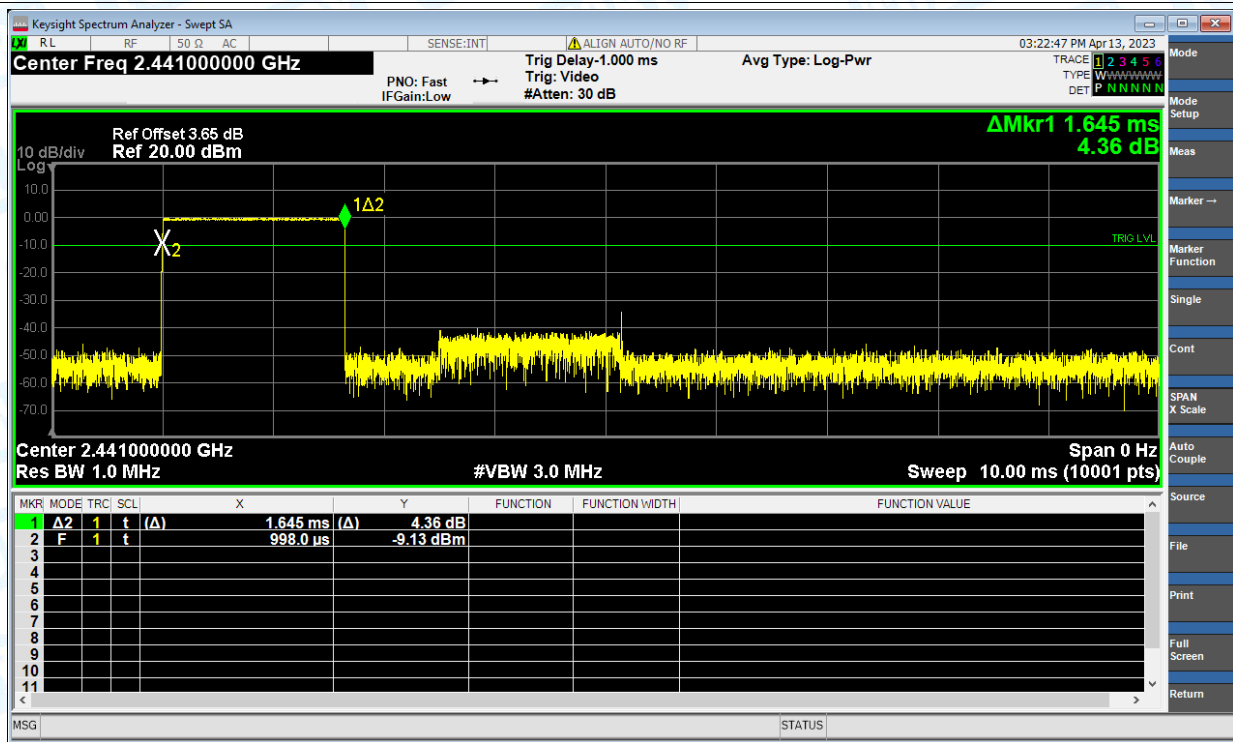 Keysight Spectrum Analyzer - Swept SA
LXI RL RF 50 Ω AC SENSE:INT ALIGN AUTO/NO RF 03:22:47 PM Apr 13, 2023
Center Freq 2.441000000 GHz
PNO: Fast
IFGain:Low
Trig Delay-1.000 ms
Trig: Video
#Atten: 30 dB
Avg Type: Log-Pwr
TRACE 1 2 3 4 5 6
TYPE WWWWWW
DET P N N N N N
ΔMkr1 1.645 ms
4.36 dB
Ref Offset 3.65 dB
10 dB/div Ref 20.00 dBm
Log
10.0
0.00
-10.0
-20.0
-30.0
-40.0
-50.0
-60.0
-70.0
1Δ2
X2
TRIG LVL
Center 2.441000000 GHz Span 0 Hz
Res BW 1.0 MHz #VBW 3.0 MHz Sweep 10.00 ms (10001 pts)
MKR MODE TRC SCL X Y FUNCTION FUNCTION WIDTH FUNCTION VALUE
1 Δ2 1 t (Δ) 1.645 ms (Δ) 4.36 dB
2 F 1 t 998.0 µs -9.13 dBm
3
4
5
6
7
8
9
10
11
MSG STATUS
Mode
Mode
Setup
Meas
Marker →
Marker
Function
Single
Cont
SPAN
X Scale
Auto
Couple
Source
File
Print
Full
Screen
Return